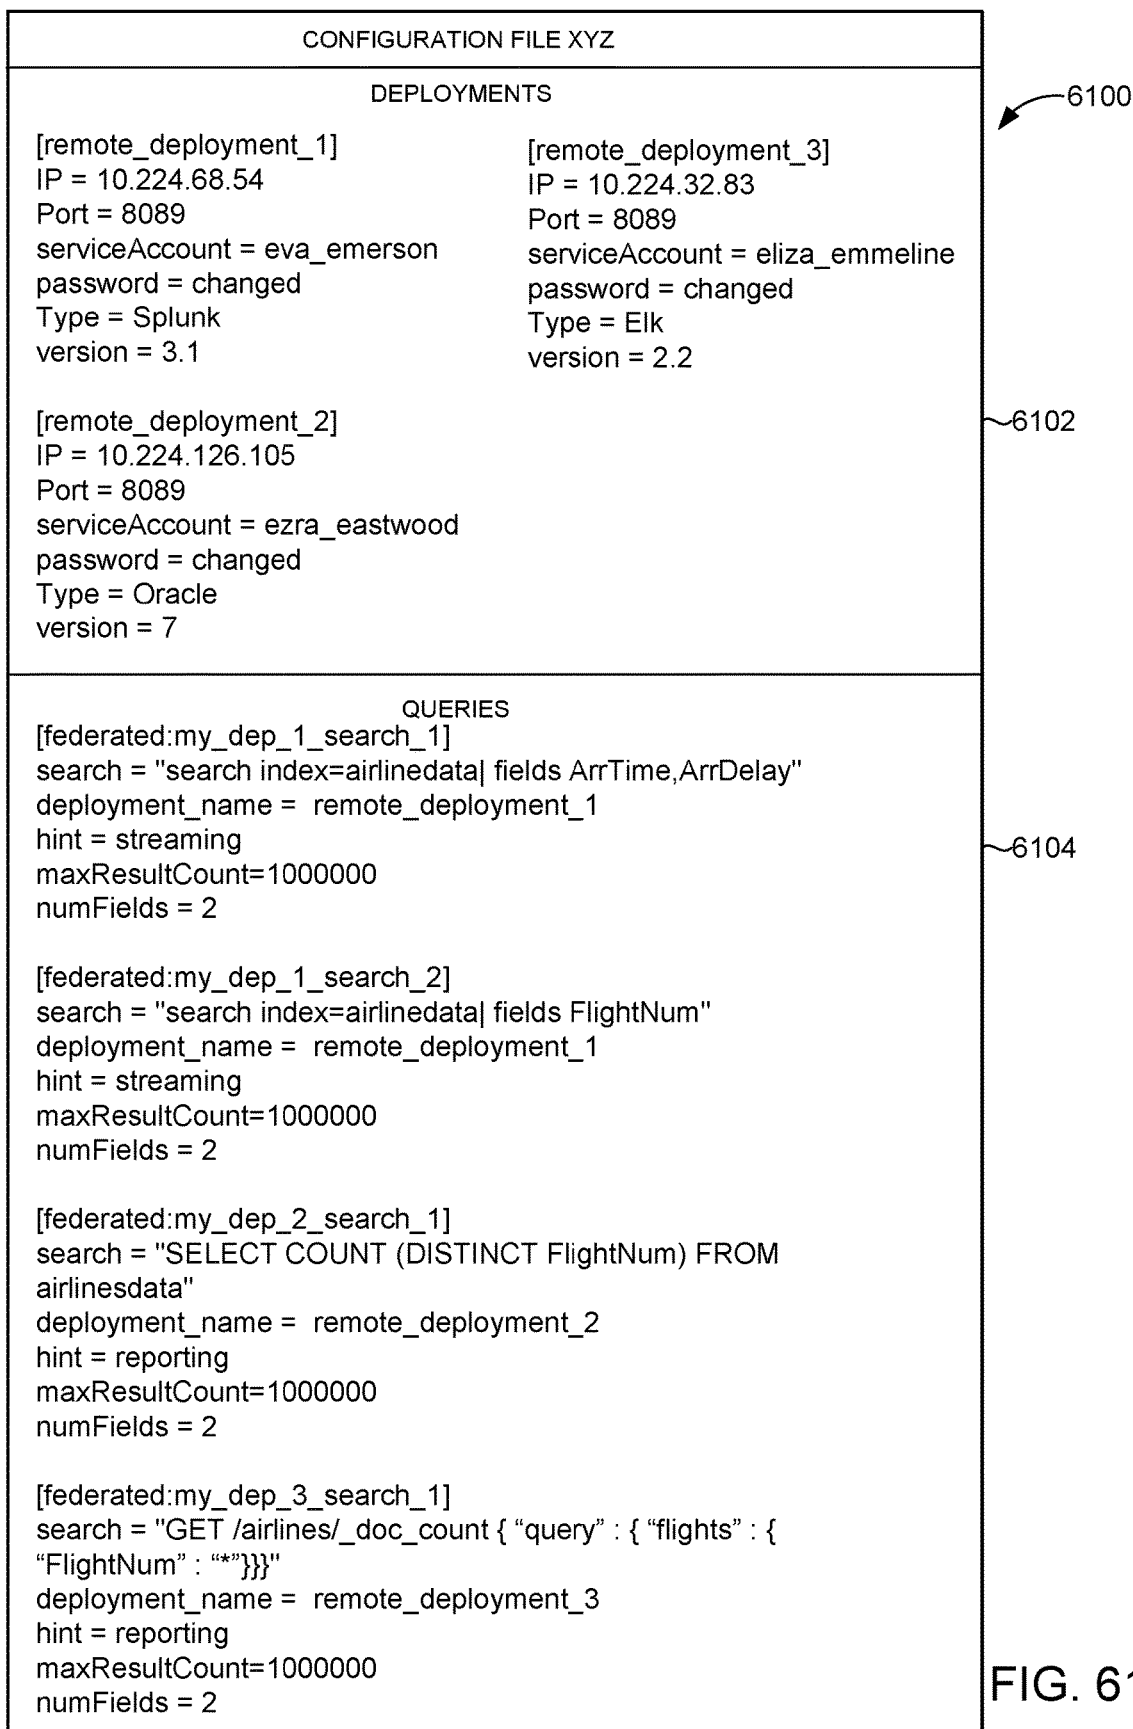 CONFIGURATION FILE XYZ
DEPLOYMENTS
6100
[remote_deployment_1]
IP = 10.224.68.54
Port = 8089
serviceAccount = eva_emerson
password = changed
Type = Splunk
version = 3.1
[remote_deployment_3]
IP = 10.224.32.83
Port = 8089
serviceAccount = eliza_emmeline
password = changed
Type = Elk
version = 2.2
[remote_deployment_2]
IP = 10.224.126.105
Port = 8089
serviceAccount = ezra_eastwood
password = changed
Type = Oracle
version = 7
6102
QUERIES
[federated:my_dep_1_search_1]
search = "search index=airlinedata| fields ArrTime,ArrDelay"
deployment_name = remote_deployment_1
hint = streaming
maxResultCount=1000000
numFields = 2
6104
[federated:my_dep_1_search_2]
search = "search index=airlinedata| fields FlightNum"
deployment_name = remote_deployment_1
hint = streaming
maxResultCount=1000000
numFields = 2
[federated:my_dep_2_search_1]
search = "SELECT COUNT (DISTINCT FlightNum) FROM
airlinesdata"
deployment_name = remote_deployment_2
hint = reporting
maxResultCount=1000000
numFields = 2
[federated:my_dep_3_search_1]
search = "GET /airlines/_doc_count { “query” : { “flights” : {
“FlightNum” : “*”}}}"
deployment_name = remote_deployment_3
hint = reporting
maxResultCount=1000000
numFields = 2
FIG. 61